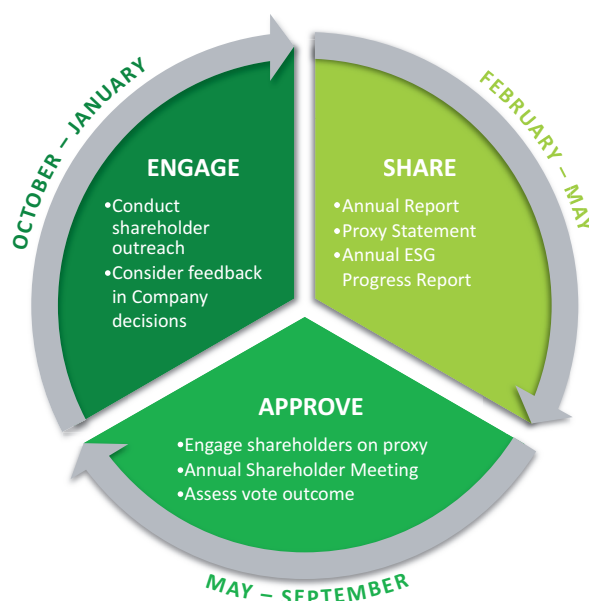 OCTOBER – JANUARY
ENGAGE
•Conduct
shareholder
outreach
•Consider feedback
in Company
decisions
FEBRUARY – MAY
SHARE
•Annual Report
•Proxy Statement
•Annual ESG
Progress Report
APPROVE
•Engage shareholders on proxy
•Annual Shareholder Meeting
•Assess vote outcome
MAY – SEPTEMBER